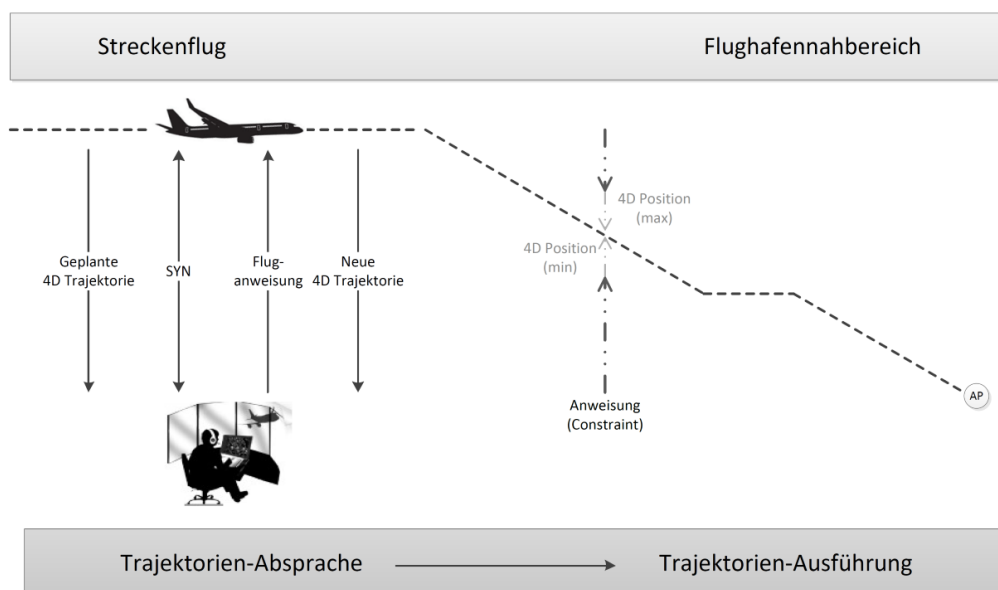 Streckenflug
Flughafennahbereich
4D Position
(max)
4D Position
(min)
Geplante
4D Trajektorie
SYN
Flug-
anweisung
Neue
4D Trajektorie
Anweisung
(Constraint)
AP
Trajektorien-Absprache
Trajektorien-Ausführung